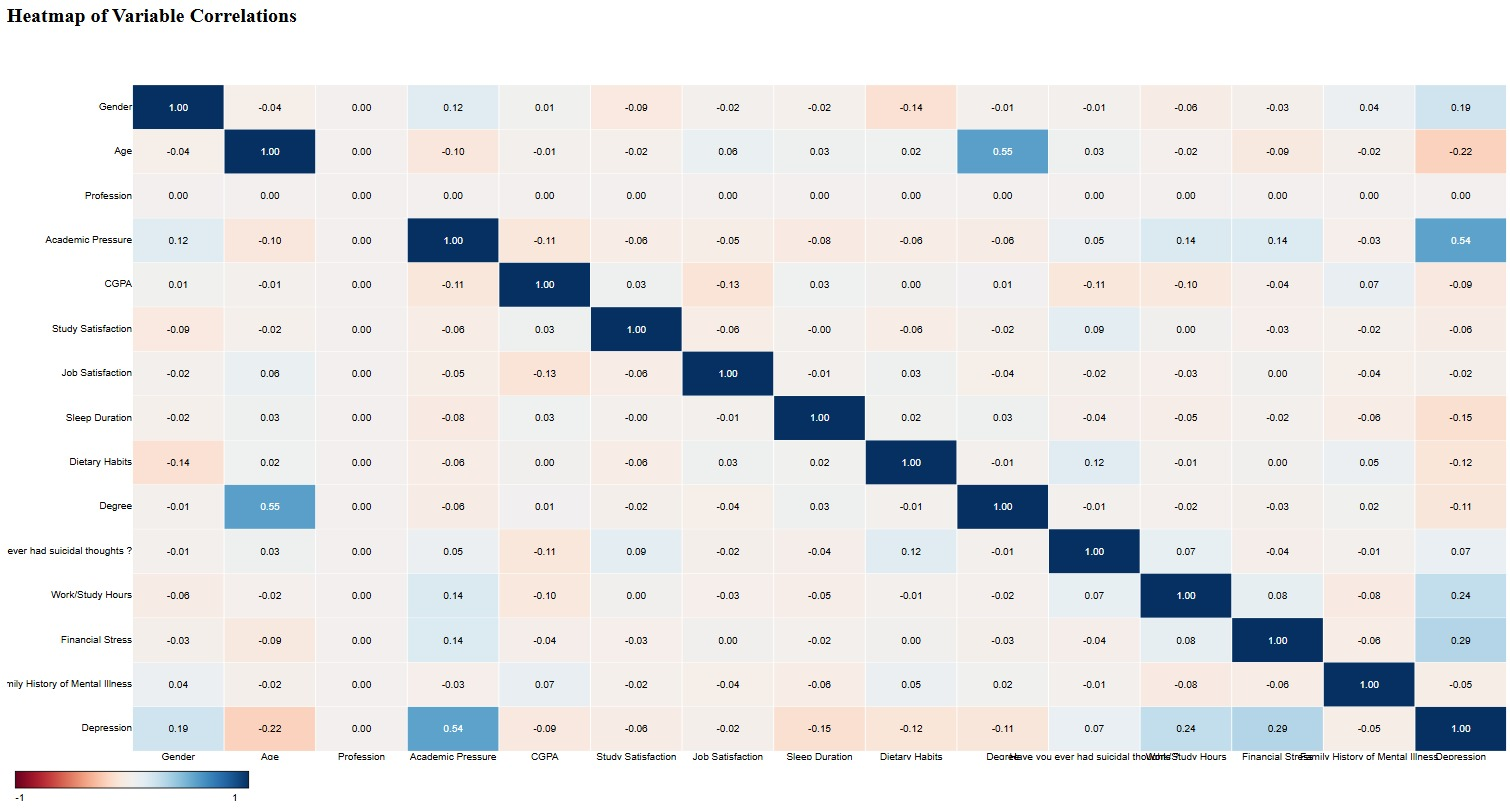 Heatmap of Variable Correlations
Gender 1.00 -0.04 0.00 0.12 0.01 -0.09 -0.02 -0.02 -0.14 -0.01 -0.01 -0.06 -0.03 0.04 0.19
Age -0.04 1.00 0.00 -0.10 -0.01 -0.02 0.06 0.03 0.02 0.55 0.03 -0.02 -0.09 -0.02 -0.22
Profession 0.00 0.00 0.00 0.00 0.00 0.00 0.00 0.00 0.00 0.00 0.00 0.00 0.00 0.00 0.00
Academic Pressure 0.12 -0.10 0.00 1.00 -0.11 -0.06 -0.05 -0.08 -0.06 -0.06 0.05 0.14 0.14 -0.03 0.54
CGPA 0.01 -0.01 0.00 -0.11 1.00 0.03 -0.13 0.03 0.00 0.01 -0.11 -0.10 -0.04 0.07 -0.09
Study Satisfaction -0.09 -0.02 0.00 -0.06 0.03 1.00 -0.06 -0.00 -0.06 -0.02 0.09 0.00 -0.03 -0.02 -0.06
Job Satisfaction -0.02 0.06 0.00 -0.05 -0.13 -0.06 1.00 -0.01 0.03 -0.04 -0.02 -0.03 0.00 -0.04 -0.02
Sleep Duration -0.02 0.03 0.00 -0.08 0.03 -0.00 -0.01 1.00 0.02 0.03 -0.04 -0.05 -0.02 -0.06 -0.15
Dietary Habits -0.14 0.02 0.00 -0.06 0.00 -0.06 0.03 0.02 1.00 -0.01 0.12 -0.01 0.00 0.05 -0.12
Degree -0.01 0.55 0.00 -0.06 0.01 -0.02 -0.04 0.03 -0.01 1.00 -0.01 -0.02 -0.03 0.02 -0.11
ever had suicidal thoughts ? -0.01 0.03 0.00 0.05 -0.11 0.09 -0.02 -0.04 0.12 -0.01 1.00 0.07 -0.04 -0.01 0.07
Work/Study Hours -0.06 -0.02 0.00 0.14 -0.10 0.00 -0.03 -0.05 -0.01 -0.02 0.07 1.00 0.08 -0.08 0.24
Financial Stress -0.03 -0.09 0.00 0.14 -0.04 -0.03 0.00 -0.02 0.00 -0.03 -0.04 0.08 1.00 -0.06 0.29
mily History of Mental Illness 0.04 -0.02 0.00 -0.03 0.07 -0.02 -0.04 -0.06 0.05 0.02 -0.01 -0.08 -0.06 1.00 -0.05
Depression 0.19 -0.22 0.00 0.54 -0.09 -0.06 -0.02 -0.15 -0.12 -0.11 0.07 0.24 0.29 -0.05 1.00
Gender Age Profession Academic Pressure CGPA Study Satisfaction Job Satisfaction Sleep Duration Dietary Habits Degree Have you ever had suicidal thoughts ? Work/Study Hours Financial Stress Family History of Mental Illness Depression
-1 1